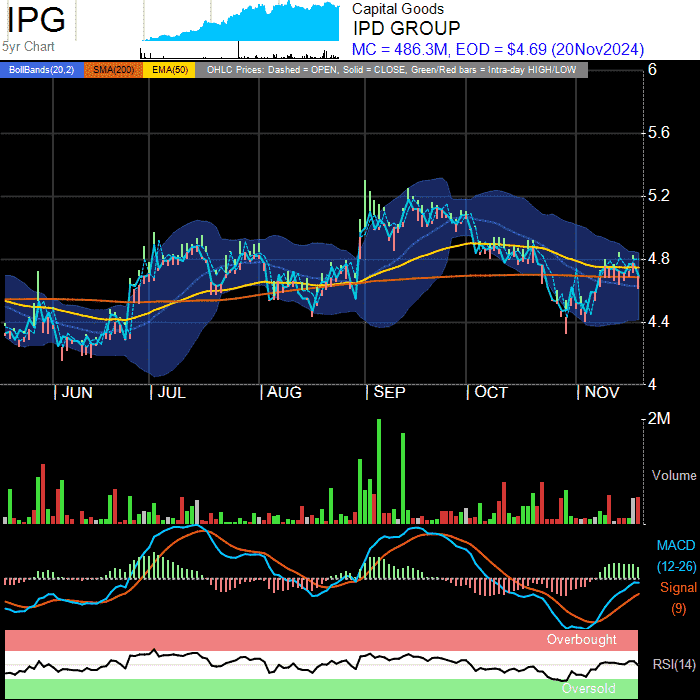 IPG
5yr Chart
Capital Goods
IPD GROUP
MC = 486.3M, EOD = $4.69 (20Nov2024)
BollBands(20,2) SMA(200) EMA(50) OHLC Prices: Dashed = OPEN, Solid = CLOSE, Green/Red bars = Intra-day HIGH/LOW
6
5.6
5.2
4.8
4.4
4
JUN JUL AUG SEP OCT NOV
2M
Volume
MACD
(12-26)
Signal
(9)
Overbought
RSI(14)
Oversold